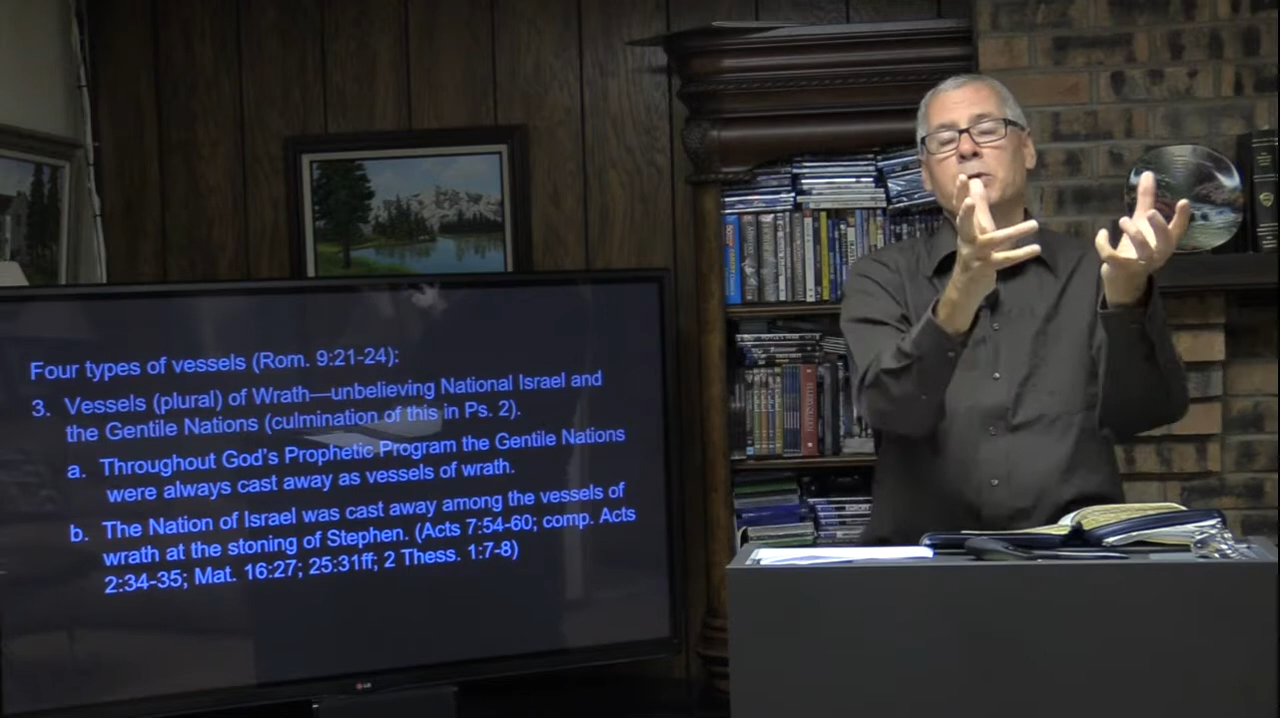 Four types of vessels (Rom. 9:21-24):
3. Vessels (plural) of Wrath—unbelieving National Israel and
the Gentile Nations (culmination of this in Ps. 2).
a. Throughout God's Prophetic Program the Gentile Nations
were always cast away as vessels of wrath.
b. The Nation of Israel was cast away among the vessels of
wrath at the stoning of Stephen. (Acts 7:54-60; comp. Acts
2:34-35; Mat. 16:27; 25:31ff; 2 Thess. 1:7-8)
LG